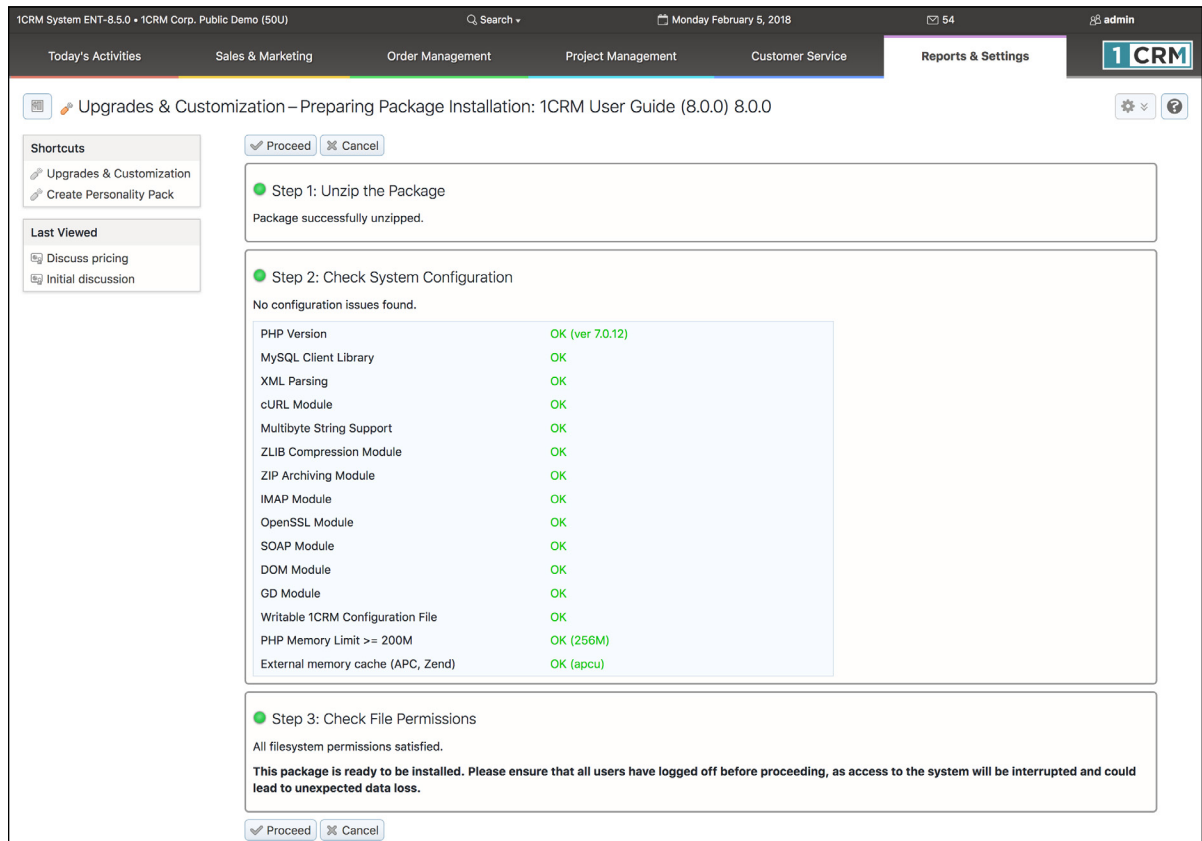 1CRM System ENT-8.5.0 • 1CRM Corp. Public Demo (50U)
Search
Monday February 5, 2018
54
admin
Today's Activities
Sales & Marketing
Order Management
Project Management
Customer Service
Reports & Settings
1 CRM
Upgrades & Customization – Preparing Package Installation: 1CRM User Guide (8.0.0) 8.0.0
?
Shortcuts
Upgrades & Customization
Create Personality Pack
Last Viewed
Discuss pricing
Initial discussion
Proceed
Cancel
Step 1: Unzip the Package
Package successfully unzipped.
Step 2: Check System Configuration
No configuration issues found.
PHP Version OK (ver 7.0.12)
MySQL Client Library OK
XML Parsing OK
cURL Module OK
Multibyte String Support OK
ZLIB Compression Module OK
ZIP Archiving Module OK
IMAP Module OK
OpenSSL Module OK
SOAP Module OK
DOM Module OK
GD Module OK
Writable 1CRM Configuration File OK
PHP Memory Limit >= 200M OK (256M)
External memory cache (APC, Zend) OK (apcu)
Step 3: Check File Permissions
All filesystem permissions satisfied.
This package is ready to be installed. Please ensure that all users have logged off before proceeding, as access to the system will be interrupted and could
lead to unexpected data loss.
Proceed
Cancel